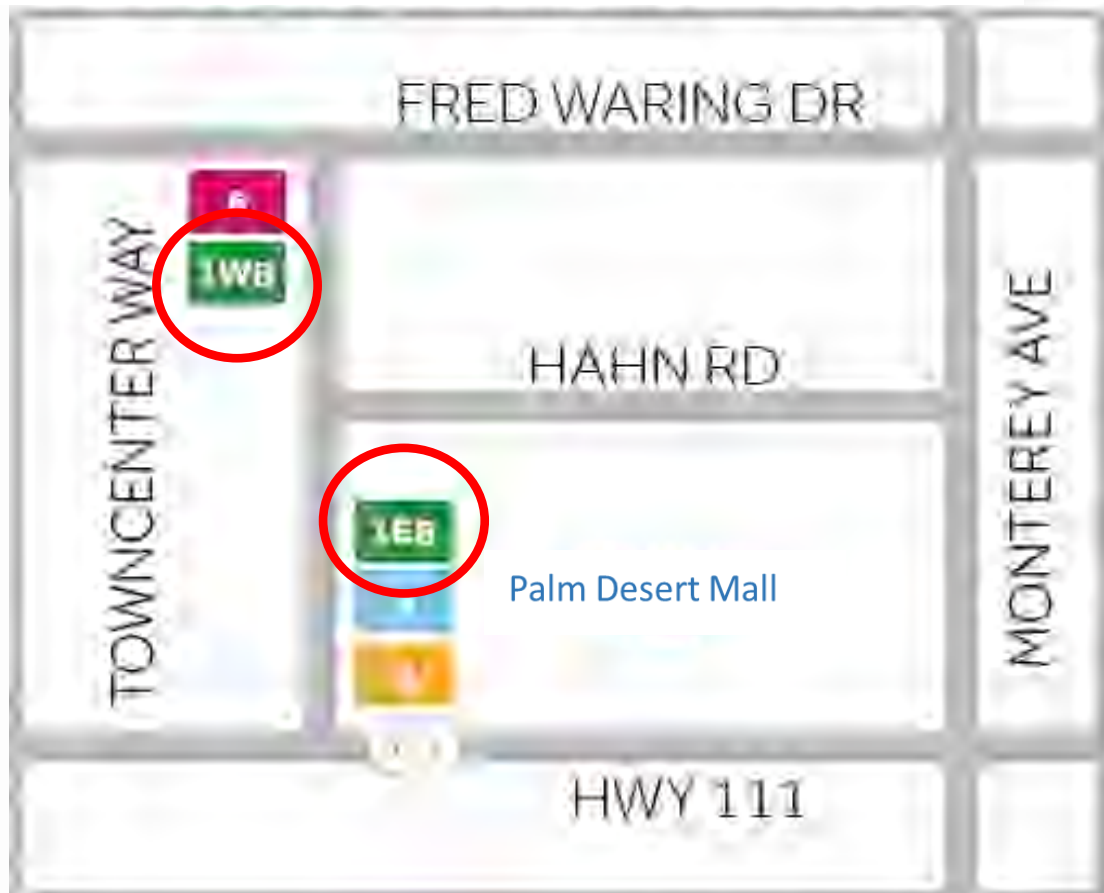 FRED WARING DR
1WB
TOWNCENTER WAY
HAHN RD
MONTEREY AVE
1EB
Palm Desert Mall
HWY 111